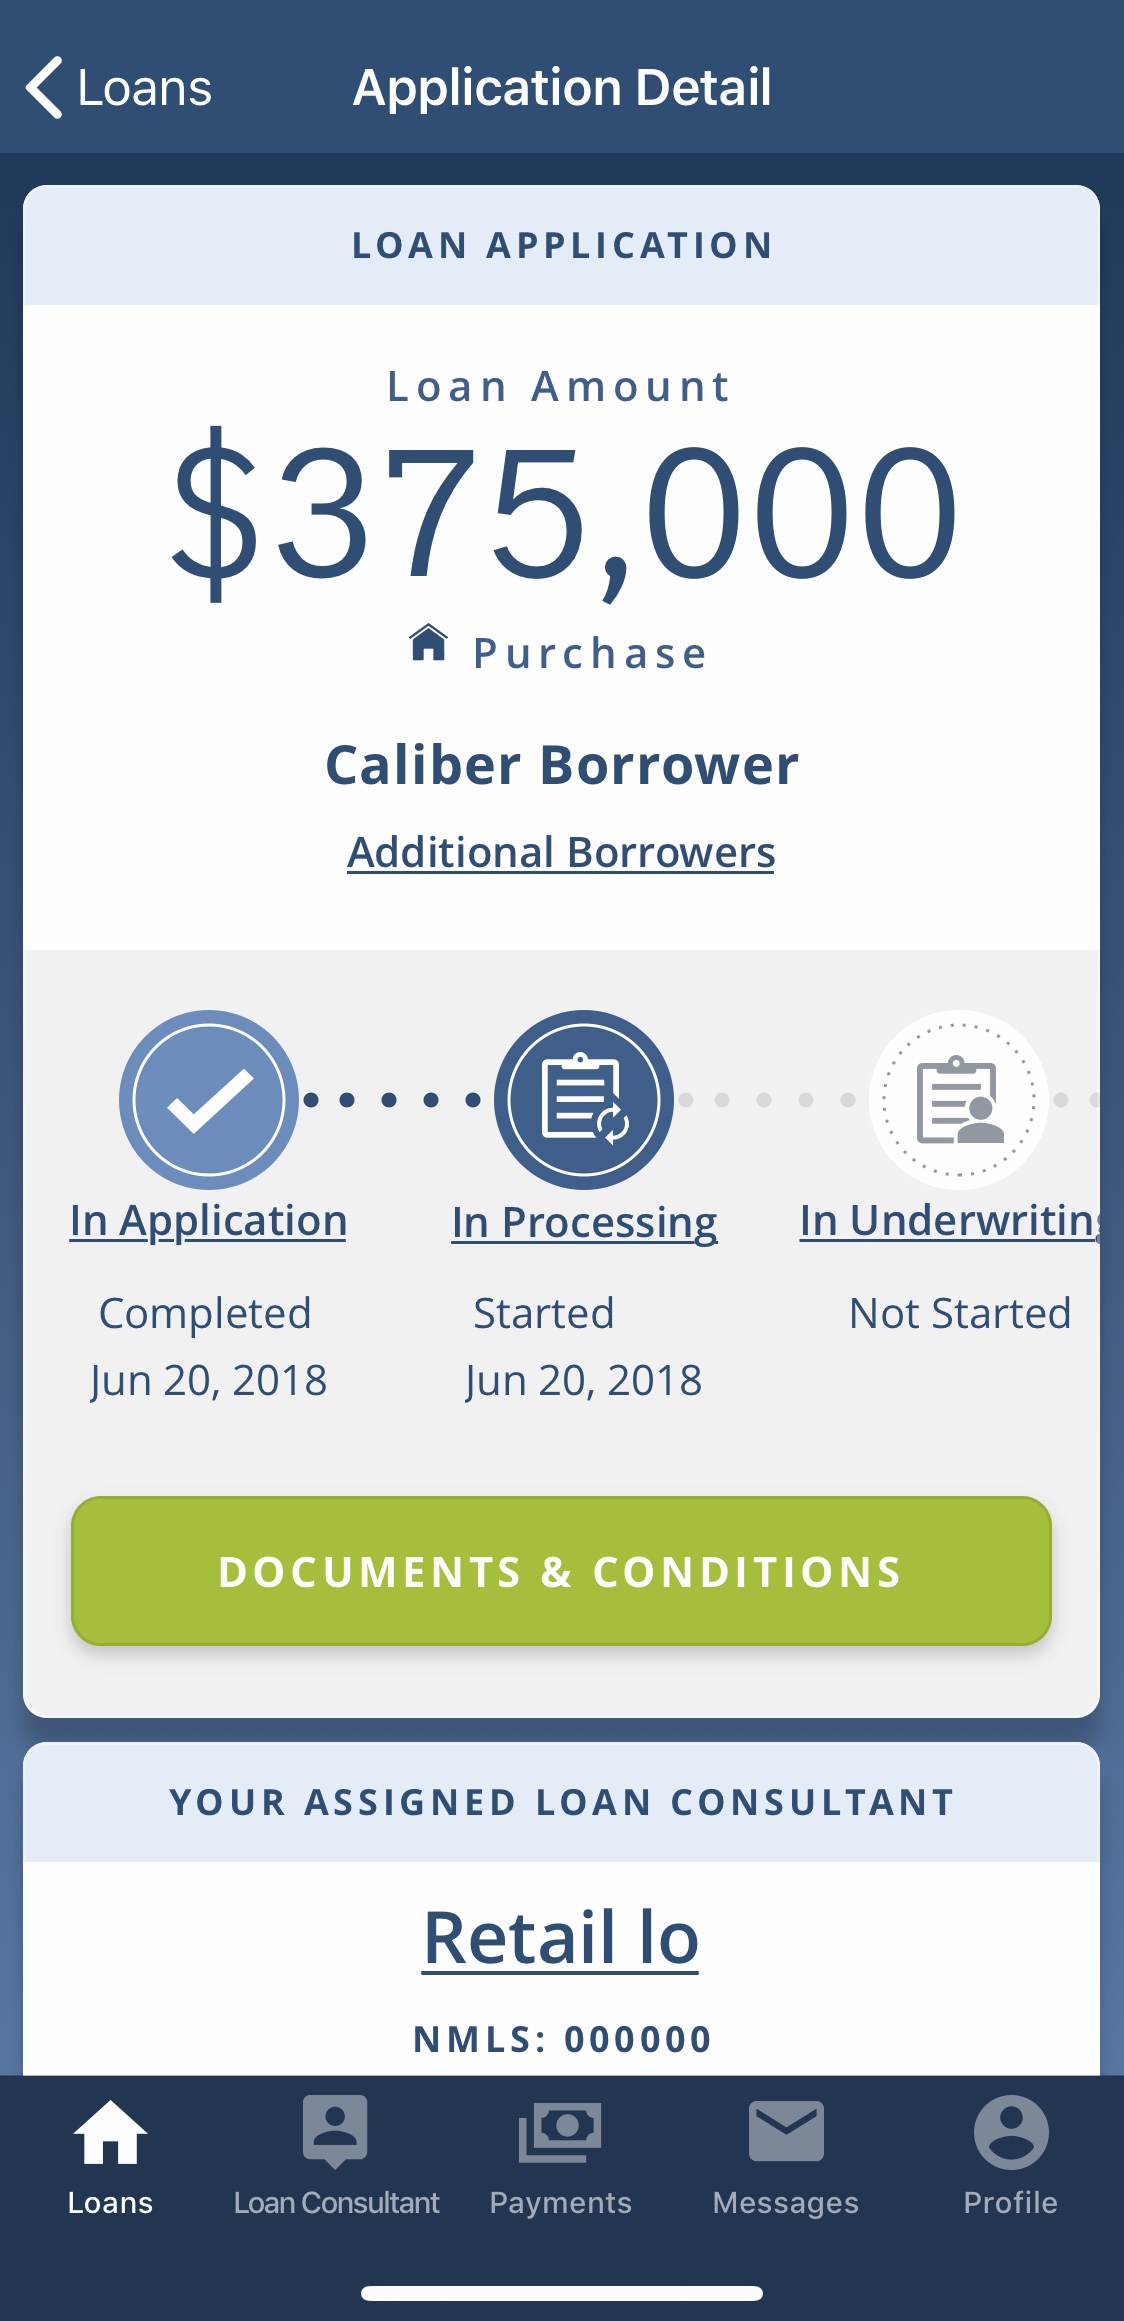 Loans
Application Detail
LOAN APPLICATION
Loan Amount
$375,000
Purchase
Caliber Borrower
Additional Borrowers
In Application
In Processing
In Underwriting
Completed
Started
Not Started
Jun 20, 2018
Jun 20, 2018
DOCUMENTS & CONDITIONS
YOUR ASSIGNED LOAN CONSULTANT
Retail lo
NMLS: 000000
Loans
Loan Consultant
Payments
Messages
Profile